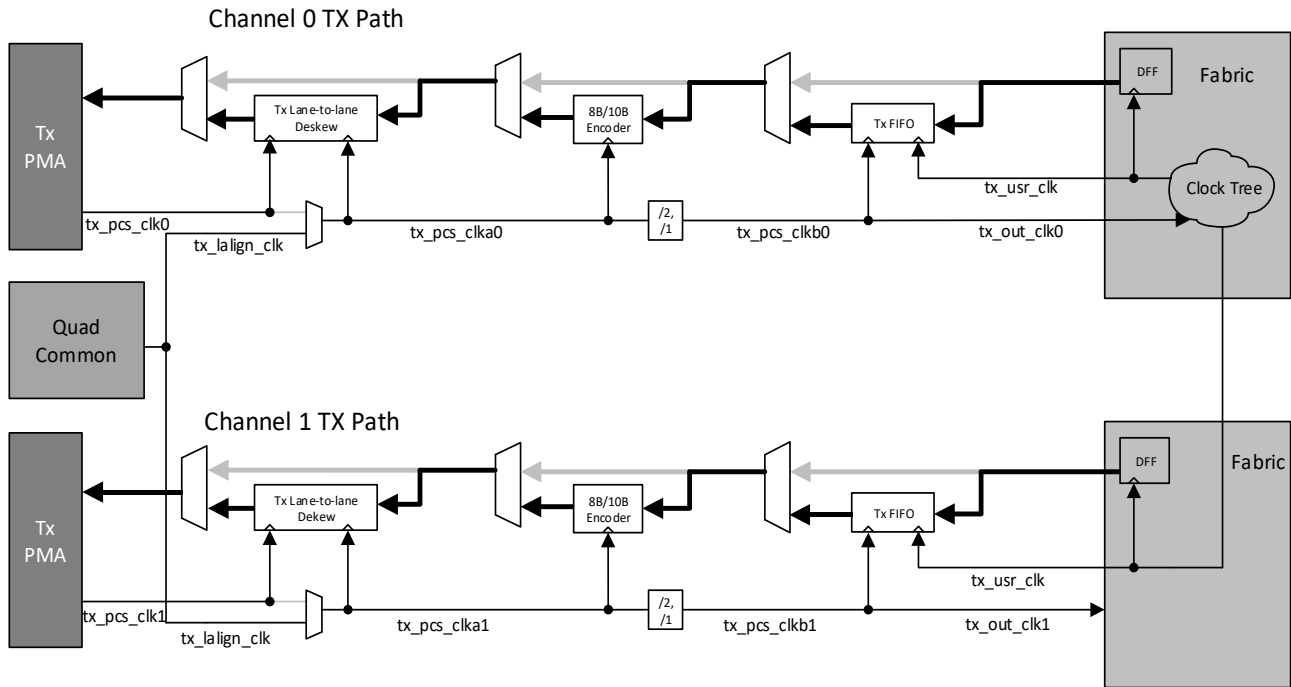 Channel 0 TX Path
Tx
PMA
Tx Lane-to-lane
Deskew
8B/10B
Encoder
Tx FIFO
DFF
Fabric
Clock Tree
tx_usr_clk
tx_pcs_clk0
tx_lalign_clk
tx_pcs_clka0
/2,
/1
tx_pcs_clkb0
tx_out_clk0
Quad
Common
Channel 1 TX Path
Tx
PMA
Tx Lane-to-lane
Dekew
8B/10B
Encoder
Tx FIFO
DFF
Fabric
tx_usr_clk
tx_pcs_clk1
tx_lalign_clk
tx_pcs_clka1
/2,
/1
tx_pcs_clkb1
tx_out_clk1